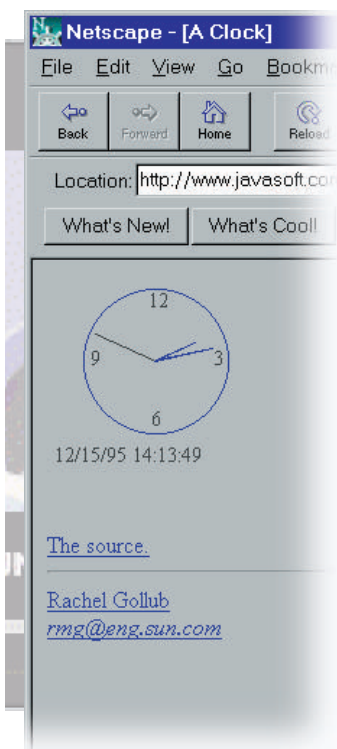 Netscape - [A Clock]
File Edit View Go Bookm
Back Forward Home Reload
Location: http://www.javasoft.co
What's New! What's Cool!
12
9 3
6
12/15/95 14:13:49
The source.
Rachel Gollub
rmg@eng.sun.com